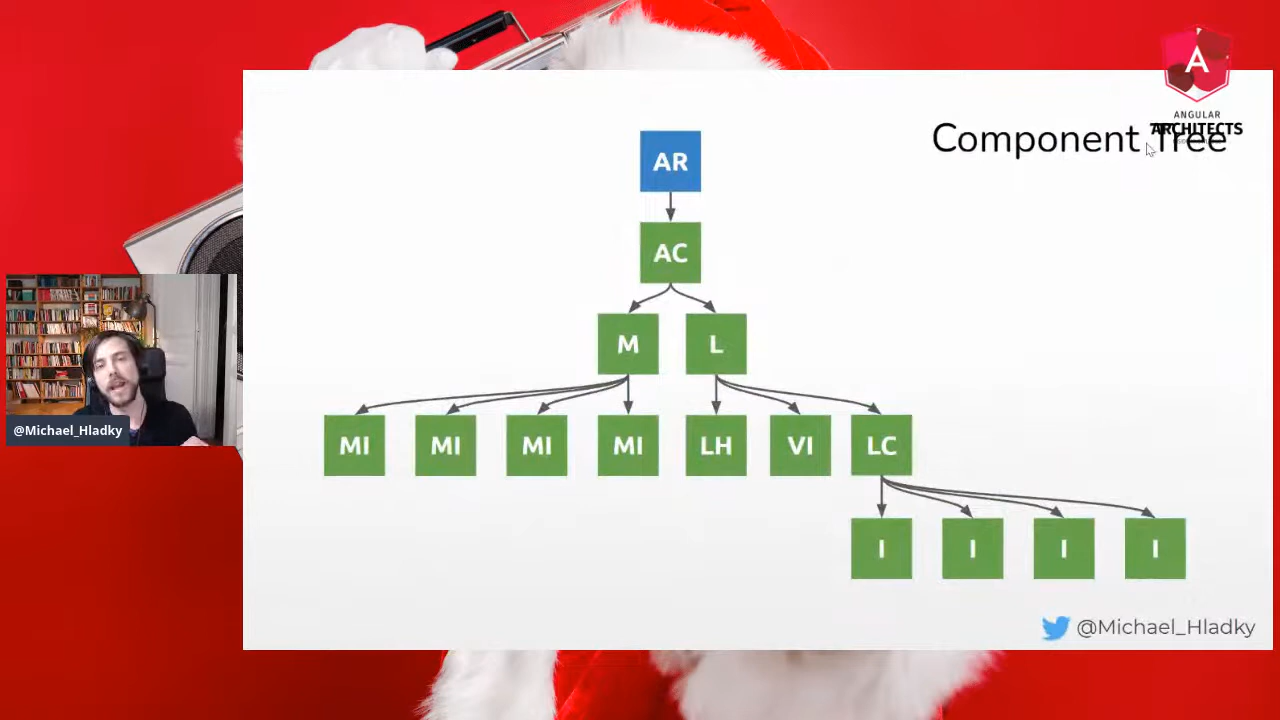 A
ANGULAR
ARCHITECTS
Component Tree
AR
AC
M L
MI MI MI MI LH VI LC
I I I I
@Michael_Hladky
@Michael_Hladky